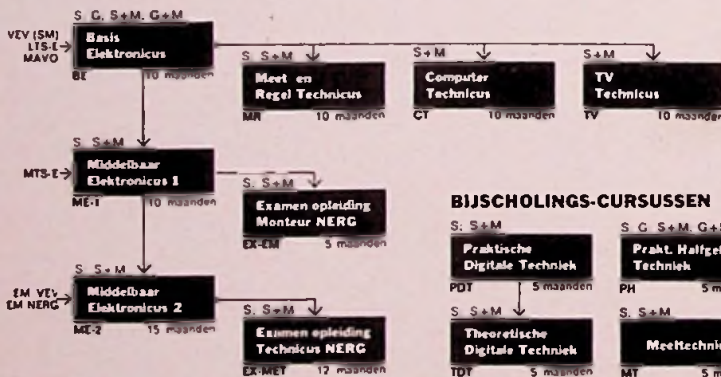 S G, S+M, G+M
VEV (SM)
LTS-E
MAVO
Basis
Elektronicus
BE 10 maanden
S S+M
Meet en
Regel Technicus
MR 10 maanden
S+M
Computer
Technicus
CT 10 maanden
S+M
TV
Technicus
TV 10 maanden
S S+M
MTS-E
Middelbaar
Elektronicus 1
ME-1 10 maanden
S. S+M
Examen opleiding
Monteur NERG
EX-EM 5 maanden
S S+M
EM VEV
EM NERG
Middelbaar
Elektronicus 2
ME-2 15 maanden
S. S+M
Examen opleiding
Technicus NERG
EX-MET 12 maanden
BIJSCHOLINGS-CURSUSSEN
S; S+M
Praktische
Digitale Techniek
PDT 5 maanden
S G S+M, G+
Prakt. Halfgel
Techniek
PH 5 m
S S+M
Theoretische
Digitale Techniek
TDT 5 maanden
S. S+M
Meettechnie
MT 5 m